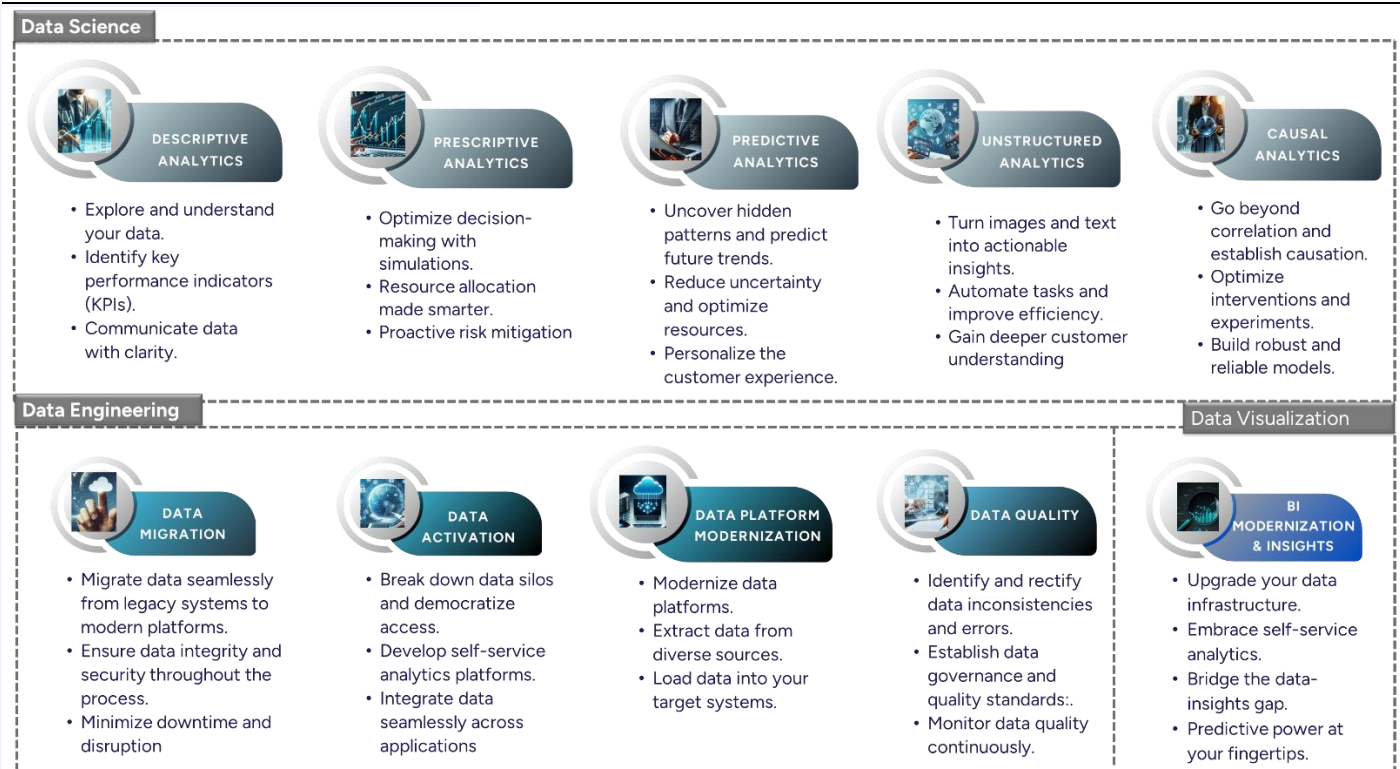 Data Science
DESCRIPTIVE
ANALYTICS
• Explore and understand
your data.
• Identify key
performance indicators
(KPIs).
• Communicate data
with clarity.
PRESCRIPTIVE
ANALYTICS
• Optimize decision-
making with
simulations.
• Resource allocation
made smarter.
• Proactive risk mitigation
PREDICTIVE
ANALYTICS
• Uncover hidden
patterns and predict
future trends.
• Reduce uncertainty
and optimize
resources.
• Personalize the
customer experience.
UNSTRUCTURED
ANALYTICS
• Turn images and text
into actionable
insights.
• Automate tasks and
improve efficiency.
• Gain deeper customer
understanding
CAUSAL
ANALYTICS
• Go beyond
correlation and
establish causation.
• Optimize
interventions and
experiments.
• Build robust and
reliable models.
Data Engineering
DATA
MIGRATION
• Migrate data seamlessly
from legacy systems to
modern platforms.
• Ensure data integrity and
security throughout the
process.
• Minimize downtime and
disruption
DATA
ACTIVATION
• Break down data silos
and democratize
access.
• Develop self-service
analytics platforms.
• Integrate data
seamlessly across
applications
DATA PLATFORM
MODERNIZATION
• Modernize data
platforms.
• Extract data from
diverse sources.
• Load data into your
target systems.
DATA QUALITY
• Identify and rectify
data inconsistencies
and errors.
• Establish data
governance and
quality standards:.
• Monitor data quality
continuously.
Data Visualization
BI
MODERNIZATION
& INSIGHTS
• Upgrade your data
infrastructure.
• Embrace self-service
analytics.
• Bridge the data-
insights gap.
• Predictive power at
your fingertips.